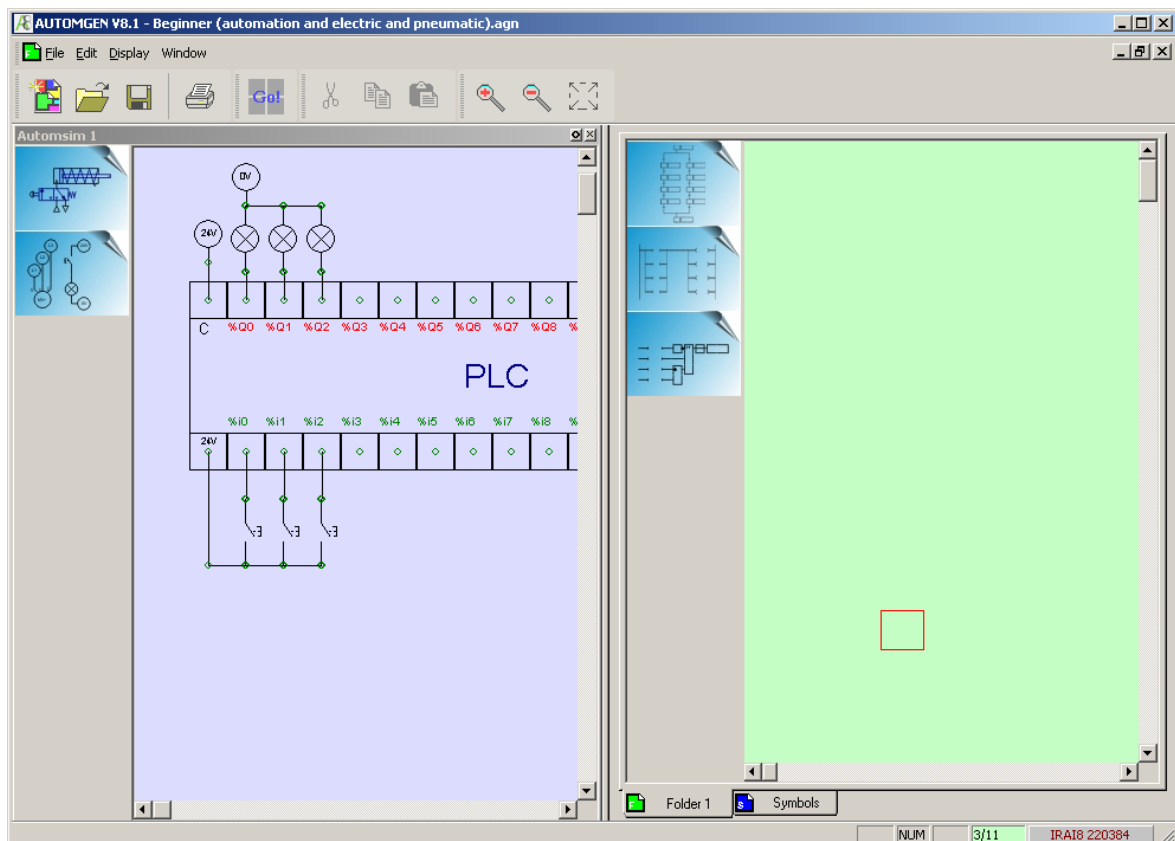 AUTOMGEN V8.1 - Beginner (automation and electric and pneumatic).agn
File Edit Display Window
Go!
Automsim 1
0V
24V
C %Q0 %Q1 %Q2 %Q3 %Q4 %Q5 %Q6 %Q7 %Q8 %
PLC
%i0 %i1 %i2 %i3 %i4 %i5 %i6 %i7 %i8 %
24V
Folder 1 Symbols
NUM 3/11 IRAI8 220384